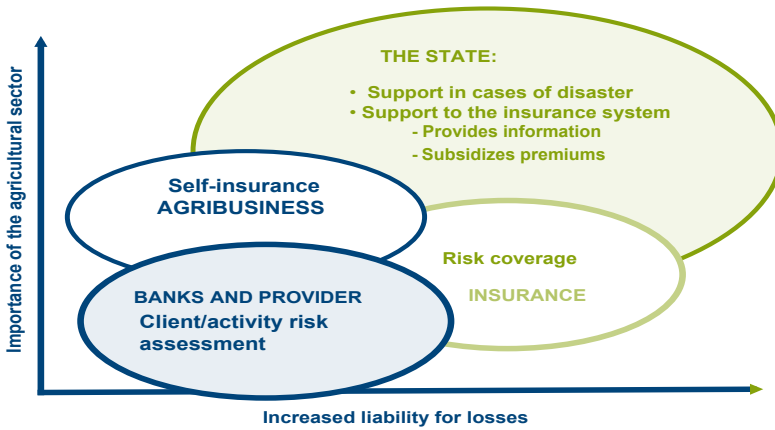 Importance of the agricultural sector
THE STATE:
• Support in cases of disaster
• Support to the insurance system
- Provides information
- Subsidizes premiums
Self-insurance
AGRIBUSINESS
Risk coverage
INSURANCE
BANKS AND PROVIDER
Client/activity risk
assessment
Increased liability for losses